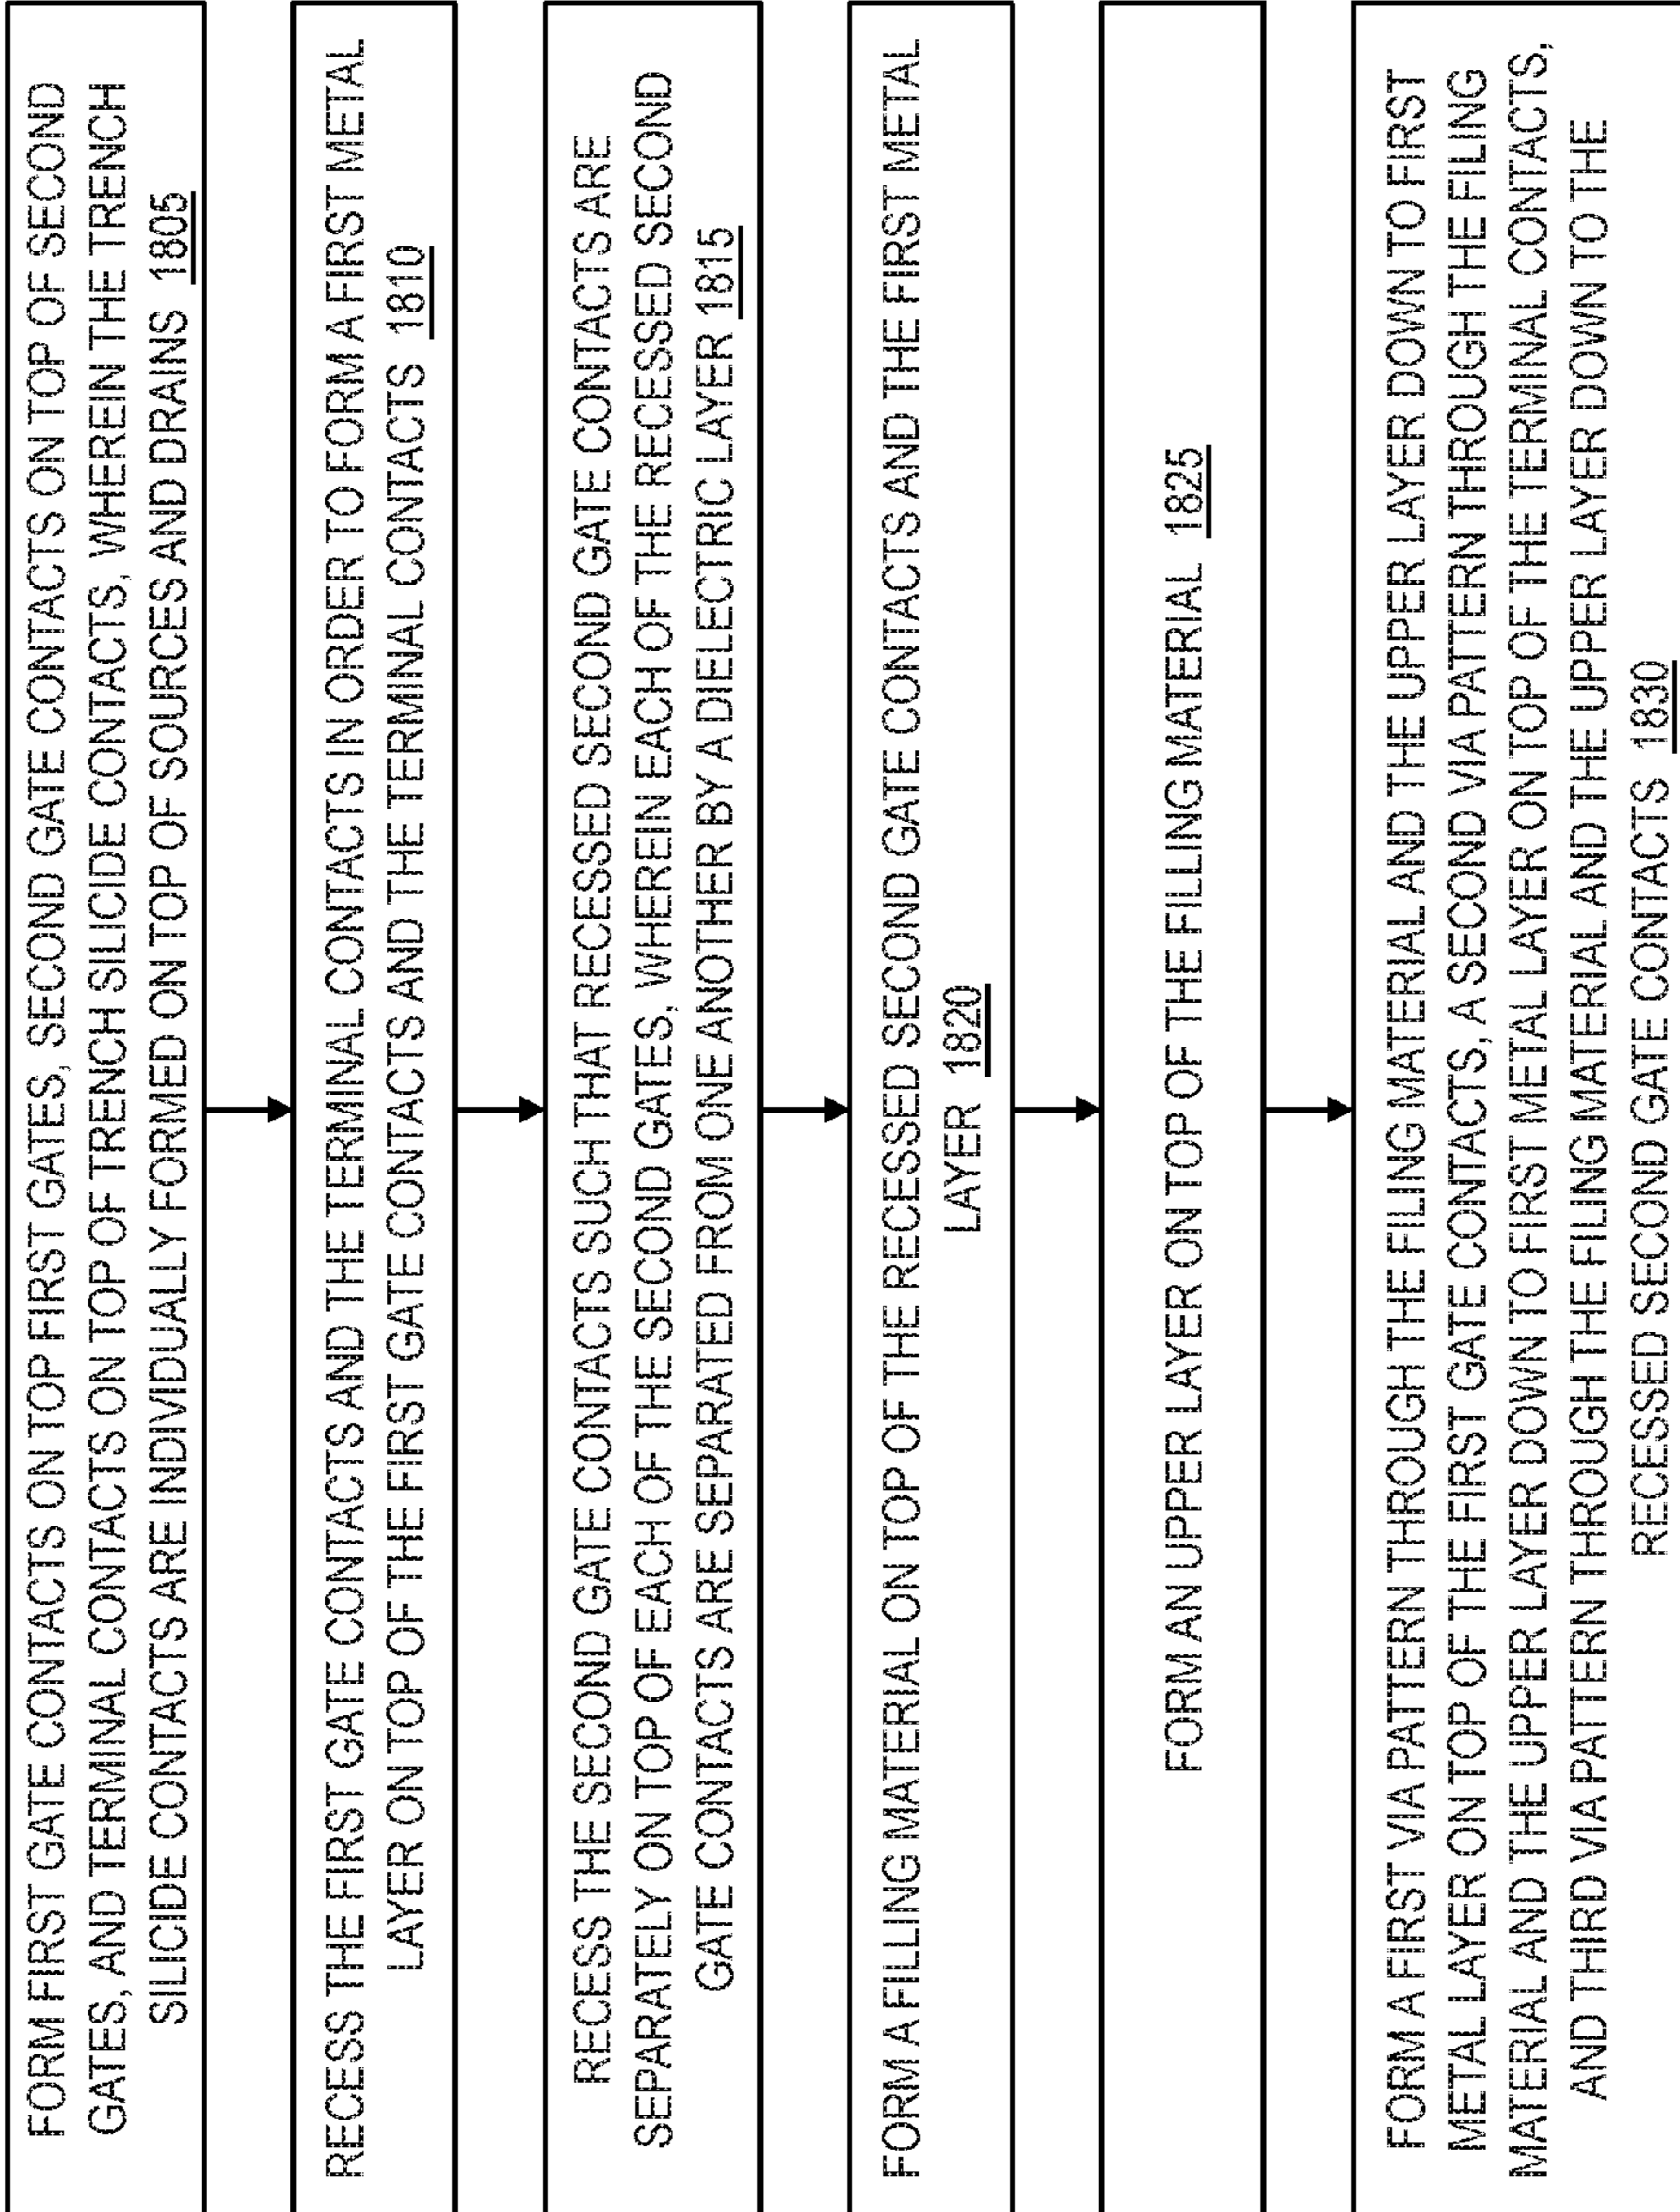 FORM FIRST GATE CONTACTS ON TOP FIRST GATES, SECOND GATE CONTACTS ON TOP OF SECOND
GATES, AND TERMINAL CONTACTS ON TOP OF TRENCH SILICIDE CONTACTS, WHEREIN THE TRENCH
SILICIDE CONTACTS ARE INDIVIDUALLY FORMED ON TOP OF SOURCES AND DRAINS 1805
RECESS THE FIRST GATE CONTACTS AND THE TERMINAL CONTACTS IN ORDER TO FORM A FIRST METAL
LAYER ON TOP OF THE FIRST GATE CONTACTS AND THE TERMINAL CONTACTS 1810
RECESS THE SECOND GATE CONTACTS SUCH THAT RECESSED SECOND GATE CONTACTS ARE
SEPARATELY ON TOP OF EACH OF THE SECOND GATES, WHEREIN EACH OF THE RECESSED SECOND
GATE CONTACTS ARE SEPARATED FROM ONE ANOTHER BY A DIELECTRIC LAYER 1815
FORM A FILLING MATERIAL ON TOP OF THE RECESSED SECOND GATE CONTACTS AND THE FIRST METAL
LAYER 1820
FORM AN UPPER LAYER ON TOP OF THE FILLING MATERIAL 1825
FORM A FIRST VIA PATTERN THROUGH THE FILING MATERIAL AND THE UPPER LAYER DOWN TO FIRST
METAL LAYER ON TOP OF THE FIRST GATE CONTACTS, A SECOND VIA PATTERN THROUGH THE FILING
MATERIAL AND THE UPPER LAYER DOWN TO FIRST METAL LAYER ON TOP OF THE TERMINAL CONTACTS,
AND THIRD VIA PATTERN THROUGH THE FILING MATERIAL AND THE UPPER LAYER DOWN TO THE
RECESSED SECOND GATE CONTACTS 1830